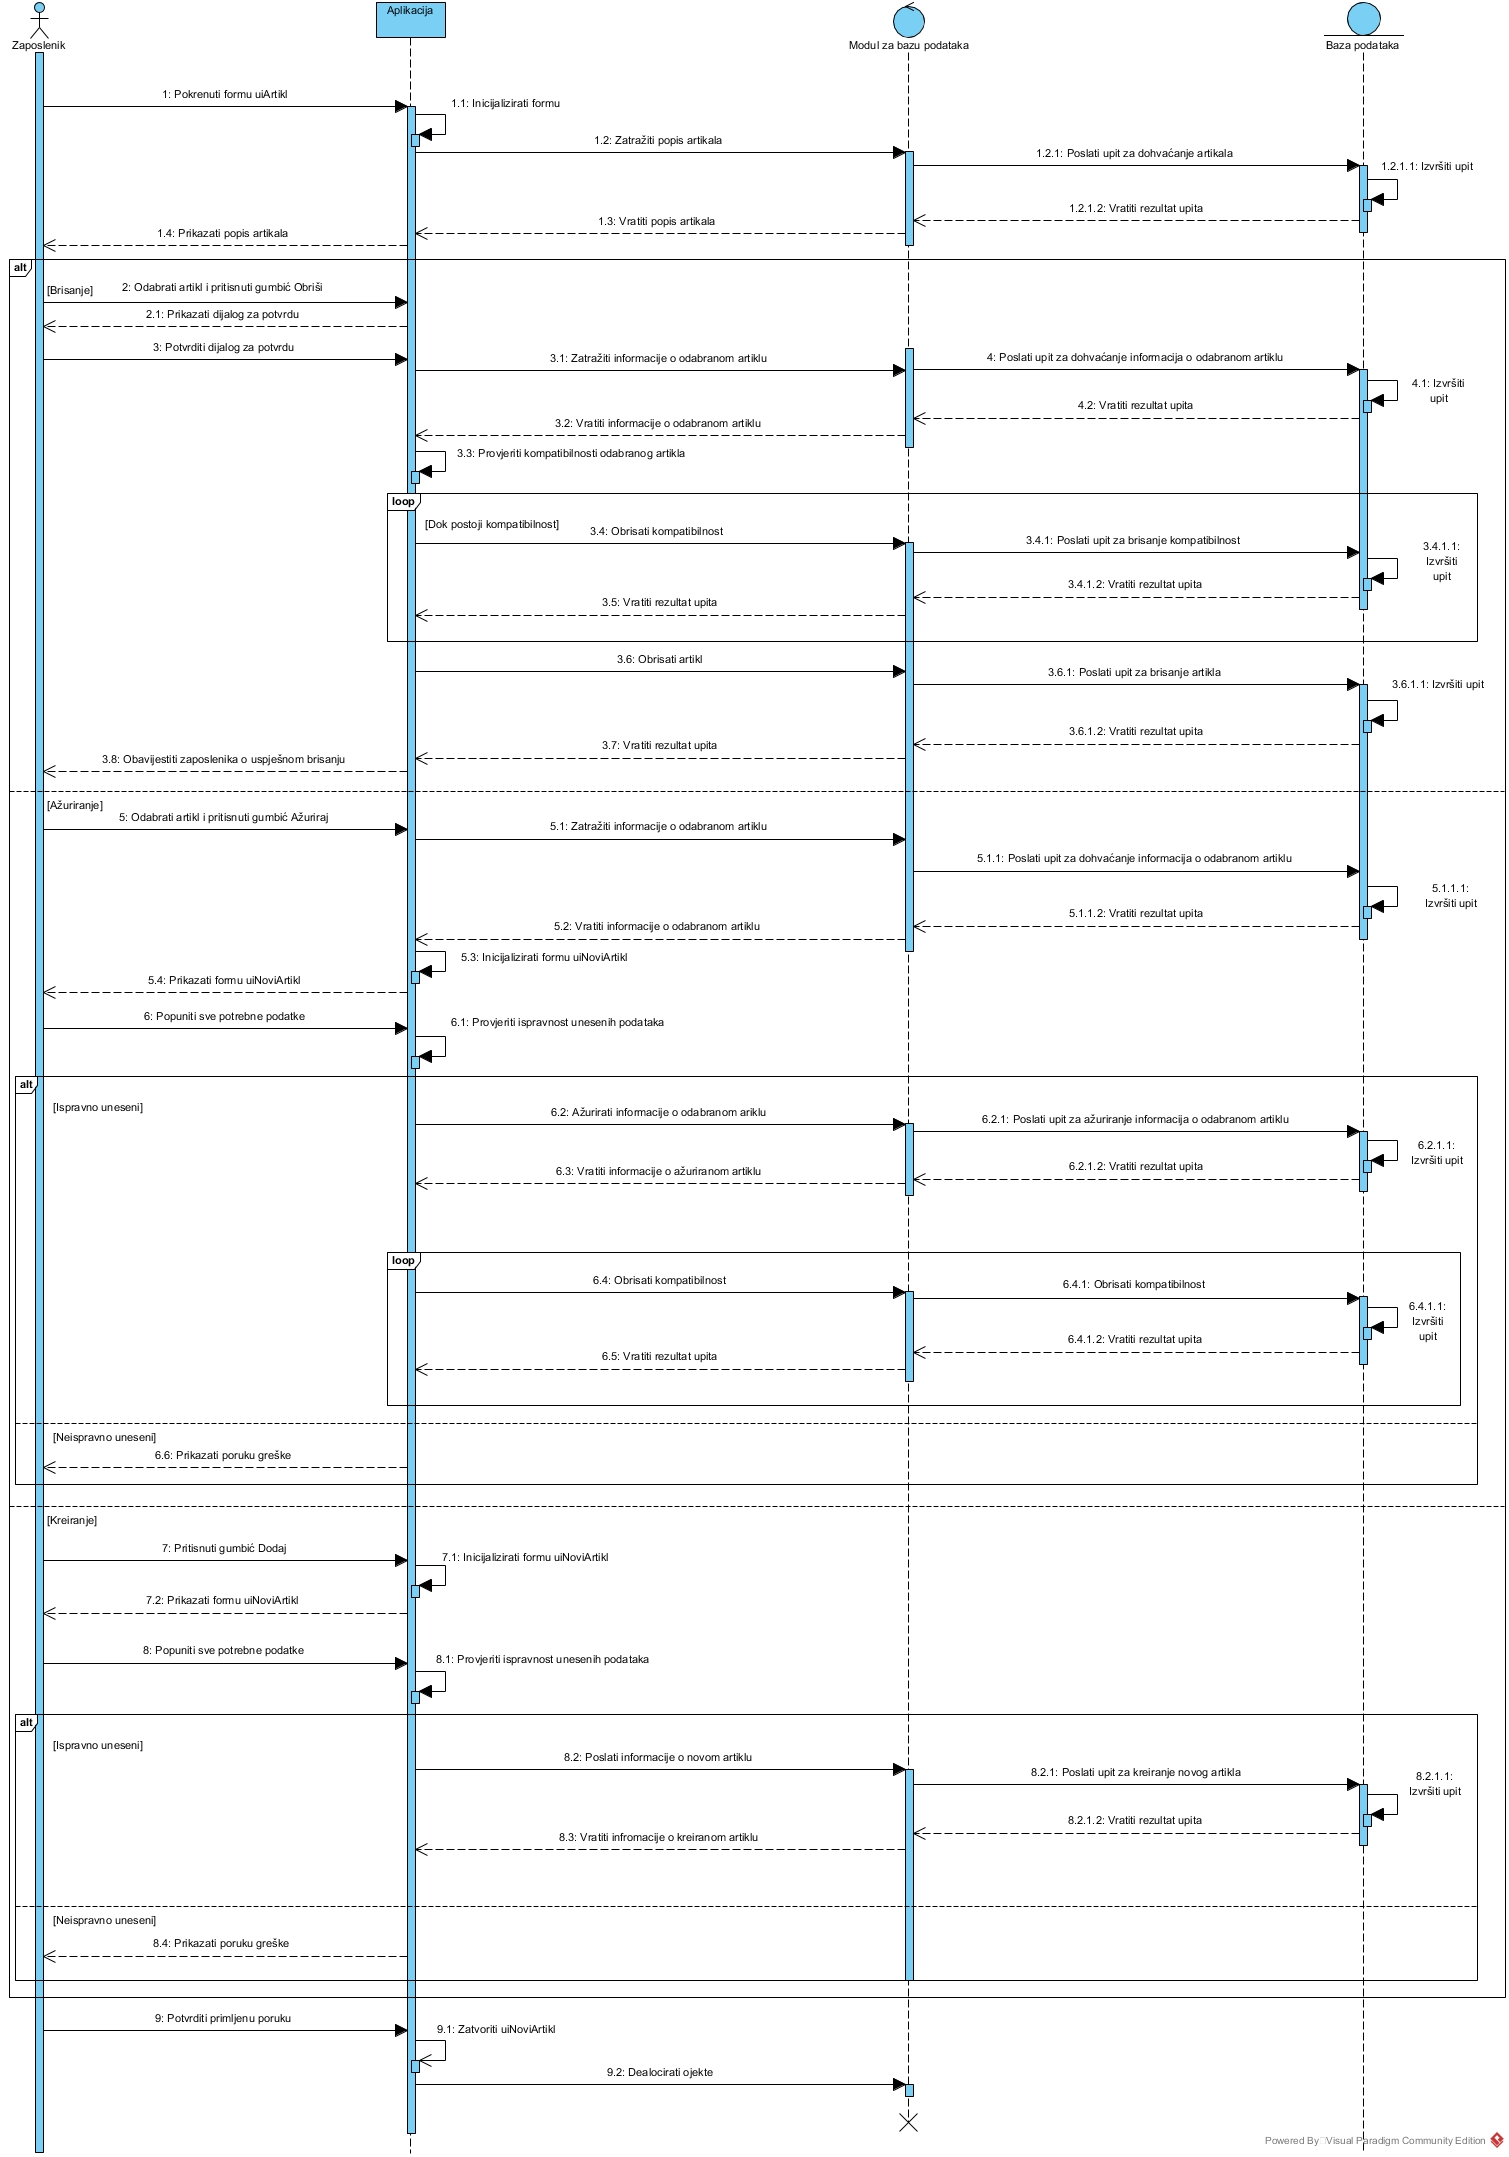 Zaposlenik
Aplikacija
Modul za bazu podataka
Baza podataka
1: Pokrenuti formu uiArtikl
1.1: Inicijalizirati formu
1.2: Zatražiti popis artikala
1.2.1: Poslati upit za dohvaćanje artikala
1.2.1.1: Izvršiti upit
1.2.1.2: Vratiti rezultat upita
1.3: Vratiti popis artikala
1.4: Prikazati popis artikala
alt
[Brisanje]
2: Odabrati artikl i pritisnuti gumbić Obriši
2.1: Prikazati dijalog za potvrdu
3: Potvrditi dijalog za potvrdu
3.1: Zatražiti informacije o odabranom artiklu
4: Poslati upit za dohvaćanje informacija o odabranom artiklu
4.1: Izvršiti
upit
4.2: Vratiti rezultat upita
3.2: Vratiti informacije o odabranom artiklu
3.3: Provjeriti kompatibilnosti odabranog artikla
loop
[Dok postoji kompatibilnost]
3.4: Obrisati kompatibilnost
3.4.1: Poslati upit za brisanje kompatibilnost
3.4.1.1:
Izvršiti
upit
3.4.1.2: Vratiti rezultat upita
3.5: Vratiti rezultat upita
3.6: Obrisati artikl
3.6.1: Poslati upit za brisanje artikla
3.6.1.1: Izvršiti upit
3.6.1.2: Vratiti rezultat upita
3.7: Vratiti rezultat upita
3.8: Obavijestiti zaposlenika o uspješnom brisanju
[Ažuriranje]
5: Odabrati artikl i pritisnuti gumbić Ažuriraj
5.1: Zatražiti informacije o odabranom artiklu
5.1.1: Poslati upit za dohvaćanje informacija o odabranom artiklu
5.1.1.1:
Izvršiti upit
5.1.1.2: Vratiti rezultat upita
5.2: Vratiti informacije o odabranom artiklu
5.3: Inicijalizirati formu uiNoviArtikl
5.4: Prikazati formu uiNoviArtikl
6: Popuniti sve potrebne podatke
6.1: Provjeriti ispravnost unesenih podataka
alt
[Ispravno uneseni]
6.2: Ažurirati informacije o odabranom ariklu
6.2.1: Poslati upit za ažuriranje informacija o odabranom artiklu
6.2.1.1:
Izvršiti upit
6.2.1.2: Vratiti rezultat upita
6.3: Vratiti informacije o ažuriranom artiklu
loop
6.4: Obrisati kompatibilnost
6.4.1: Obrisati kompatibilnost
6.4.1.1:
Izvršiti
upit
6.4.1.2: Vratiti rezultat upita
6.5: Vratiti rezultat upita
[Neispravno uneseni]
6.6: Prikazati poruku greške
[Kreiranje]
7: Pritisnuti gumbić Dodaj
7.1: Inicijalizirati formu uiNoviArtikl
7.2: Prikazati formu uiNoviArtikl
8: Popuniti sve potrebne podatke
8.1: Provjeriti ispravnost unesenih podataka
alt
[Ispravno uneseni]
8.2: Poslati informacije o novom artiklu
8.2.1: Poslati upit za kreiranje novog artikla
8.2.1.1:
Izvršiti upit
8.2.1.2: Vratiti rezultat upita
8.3: Vratiti infromacije o kreiranom artiklu
[Neispravno uneseni]
8.4: Prikazati poruku greške
9: Potvrditi primljenu poruku
9.1: Zatvoriti uiNoviArtikl
9.2: Dealocirati ojekte
Powered By Visual Paradigm Community Edition